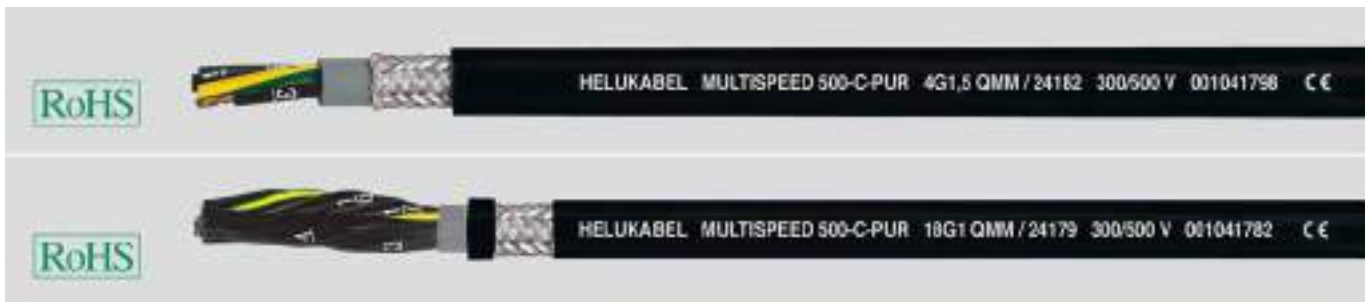 HELUKABEL MULTISPEED 500-C-PUR 4G1,5 QMM / 24182 300/500 V 001041798 CE
RoHS
HELUKABEL MULTISPEED 500-C-PUR 18G1 QMM / 24179 300/500 V 001041782 CE
RoHS